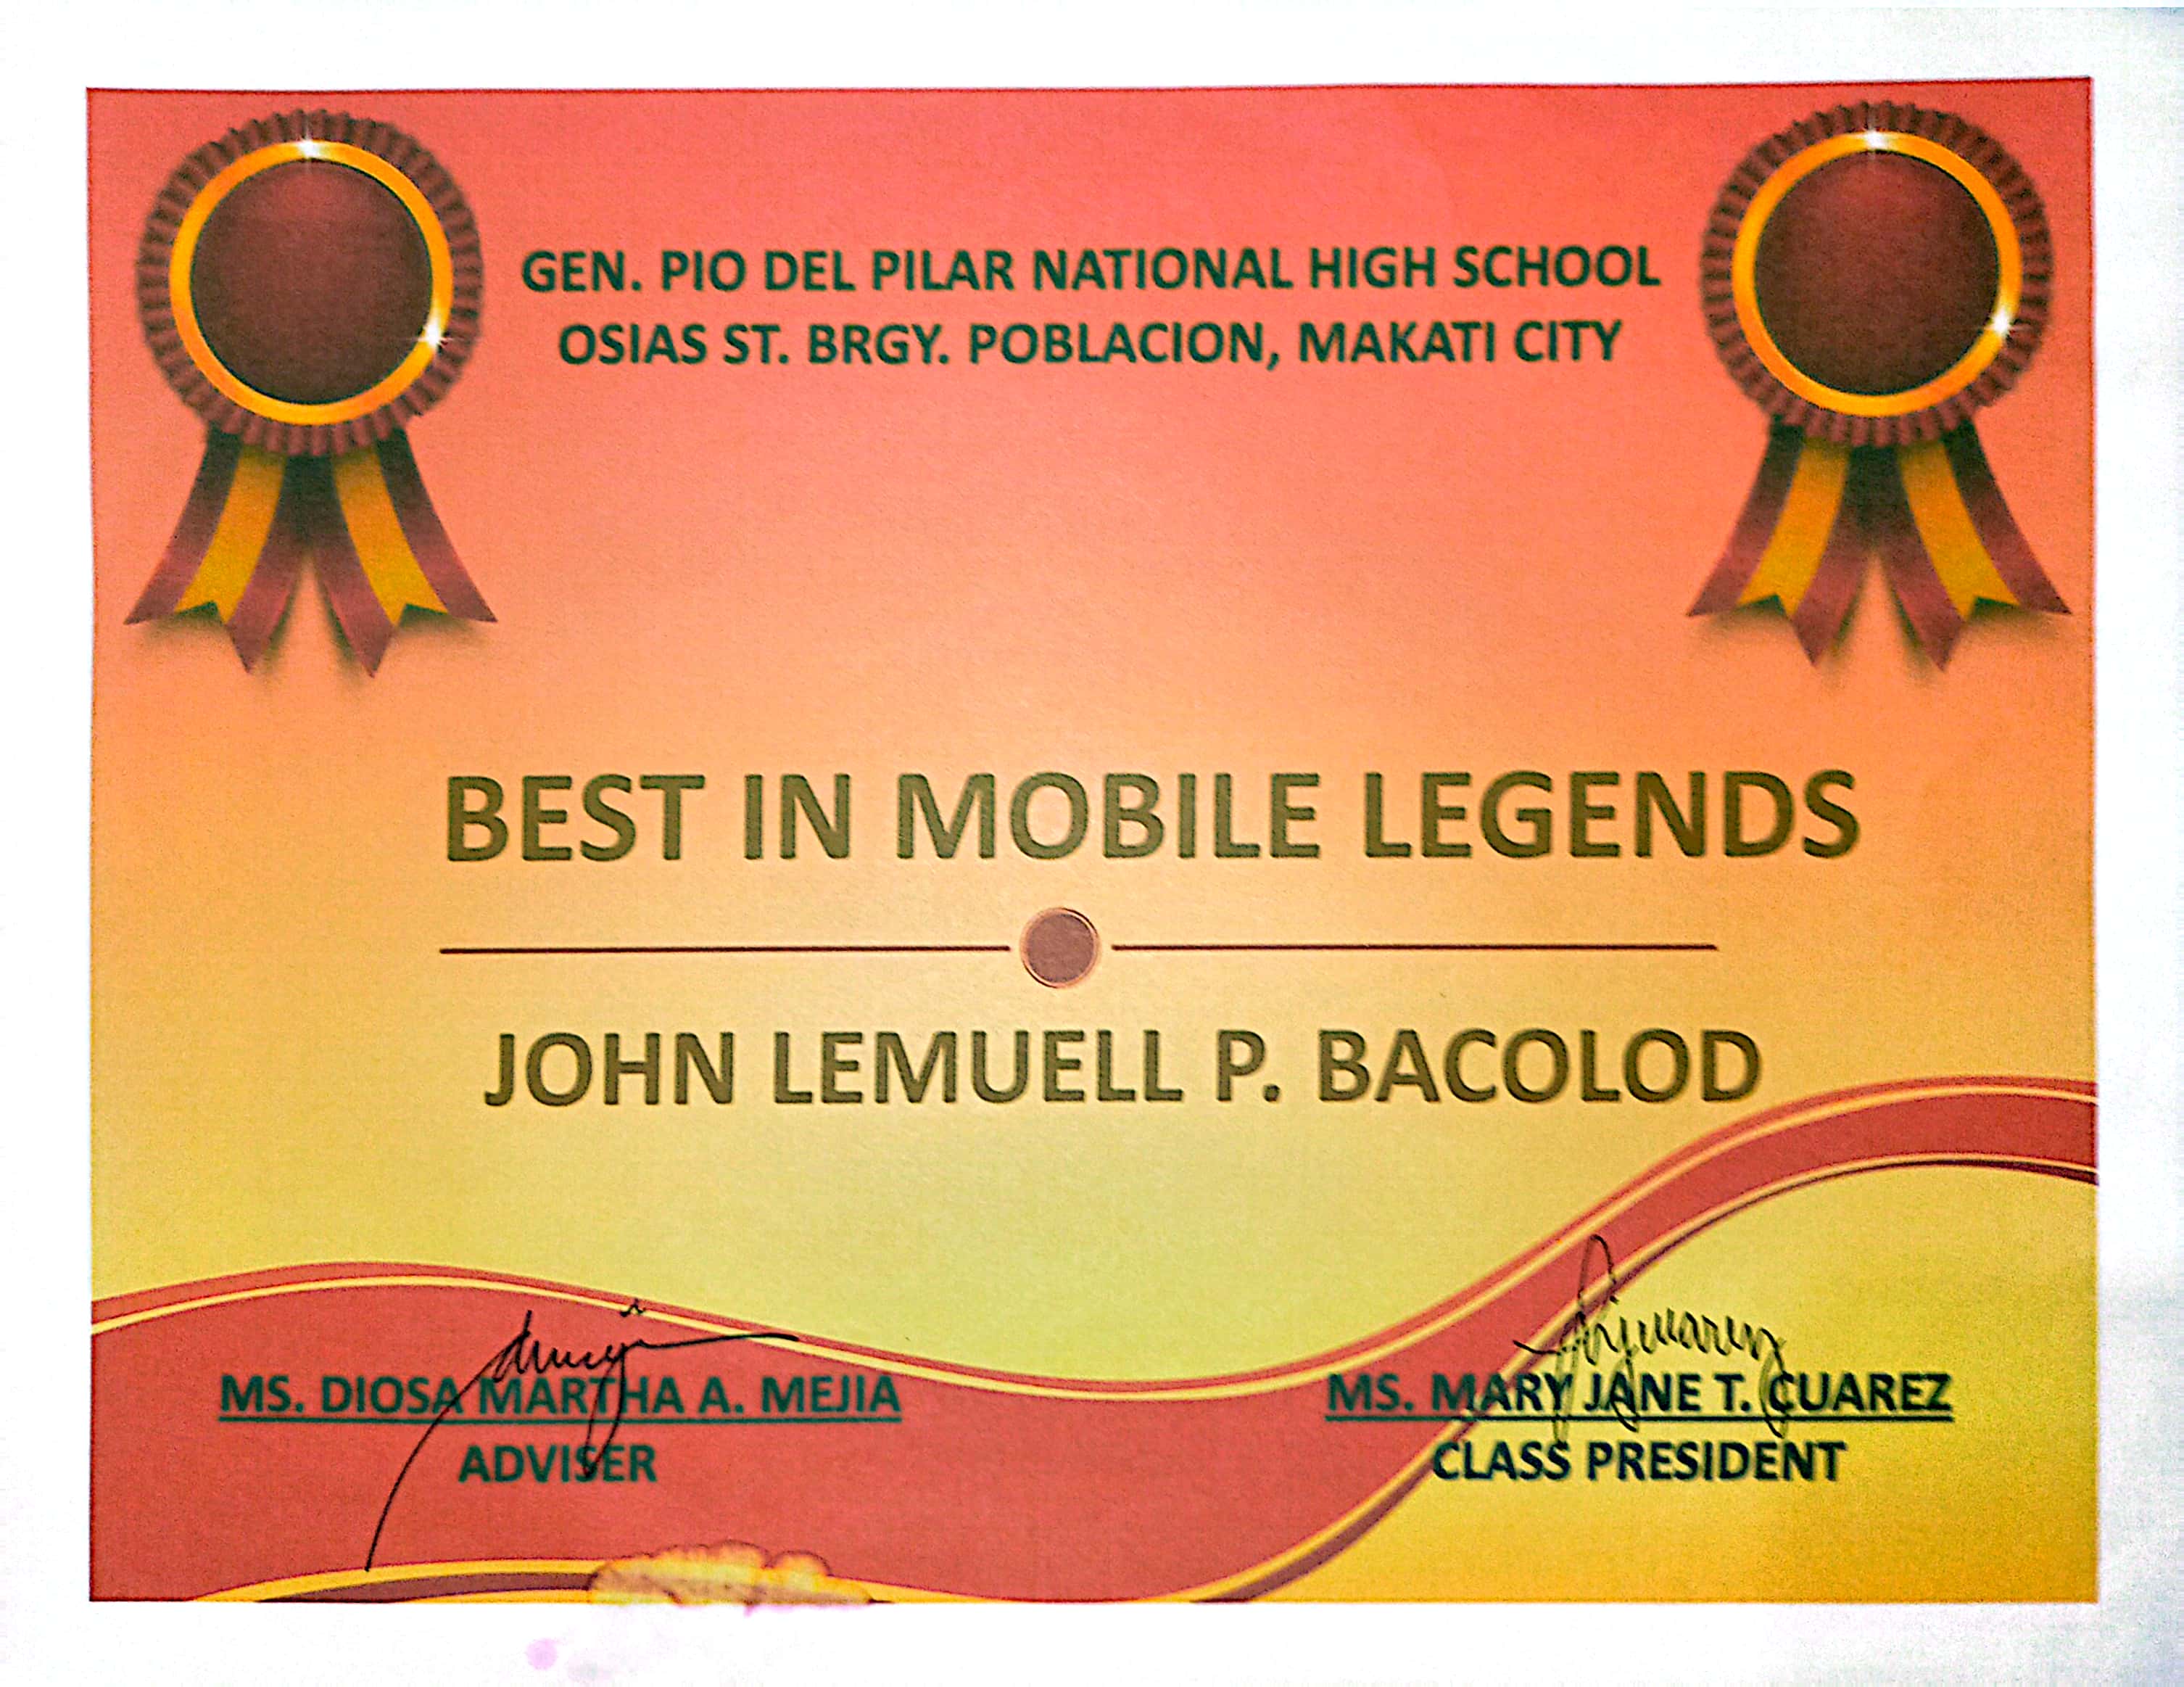 GEN. PIO DEL PILAR NATIONAL HIGH SCHOOL
OSIAS ST. BRGY. POBLACION, MAKATI CITY
BEST IN MOBILE LEGENDS
JOHN LEMUELL P. BACOLOD
MS. DIOSA MARTHA A. MEJIA
ADVISER
MS. MARY JANE T. CUAREZ
CLASS PRESIDENT